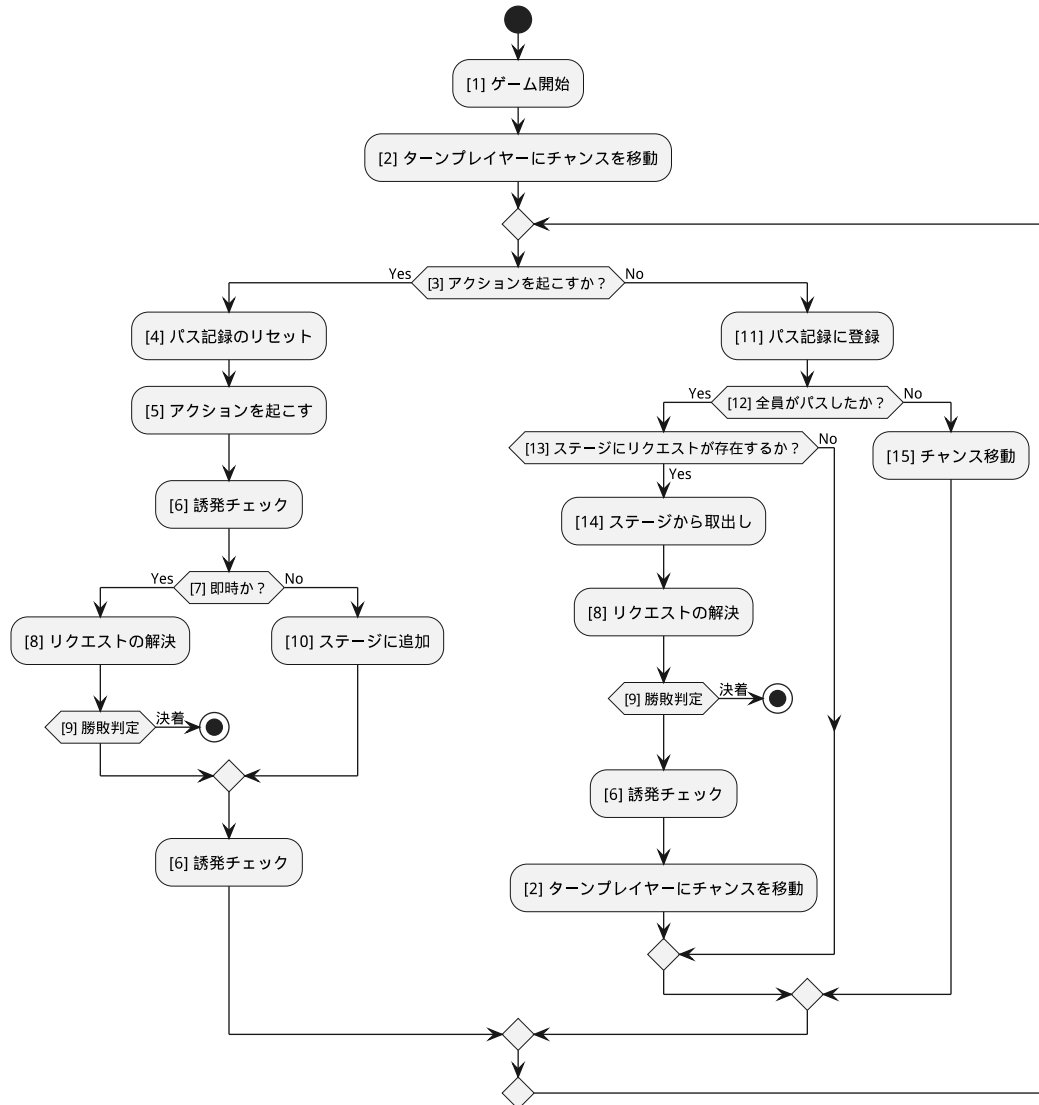 [1] ゲーム開始
[2] ターンプレイヤーにチャンスを移動
Yes
[3] アクションを起こすか？
No
[4] パス記録のリセット
[5] アクションを起こす
[6] 誘発チェック
Yes
[7] 即時か？
No
[8] リクエストの解決
[10] ステージに追加
[9] 勝敗判定
決着
[6] 誘発チェック
[11] パス記録に登録
Yes
[12] 全員がパスしたか？
No
[13] ステージにリクエストが存在するか？
No
Yes
[15] チャンス移動
[14] ステージから取出し
[8] リクエストの解決
[9] 勝敗判定
決着
[6] 誘発チェック
[2] ターンプレイヤーにチャンスを移動